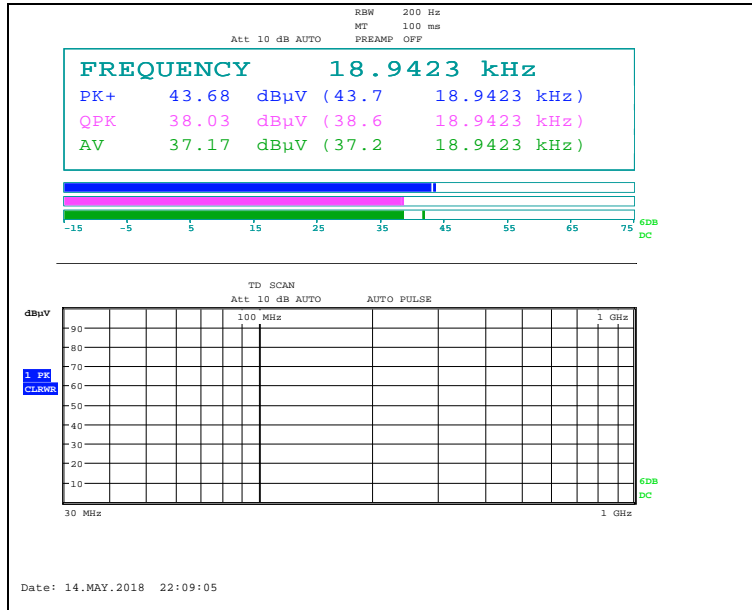 RBW 200 Hz
MT 100 ms
Att 10 dB AUTO PREAMP OFF
FREQUENCY 18.9423 kHz
PK+ 43.68 dBµV (43.7 18.9423 kHz)
QPK 38.03 dBµV (38.6 18.9423 kHz)
AV 37.17 dBµV (37.2 18.9423 kHz)
-15 -5 5 15 25 35 45 55 65 75
6DB
DC
TD SCAN
Att 10 dB AUTO AUTO PULSE
dBµV
100 MHz 1 GHz
90
80
70
1 PK
60
CLRWR
50
40
30
20
10
6DB
DC
30 MHz 1 GHz
Date: 14.MAY.2018 22:09:05